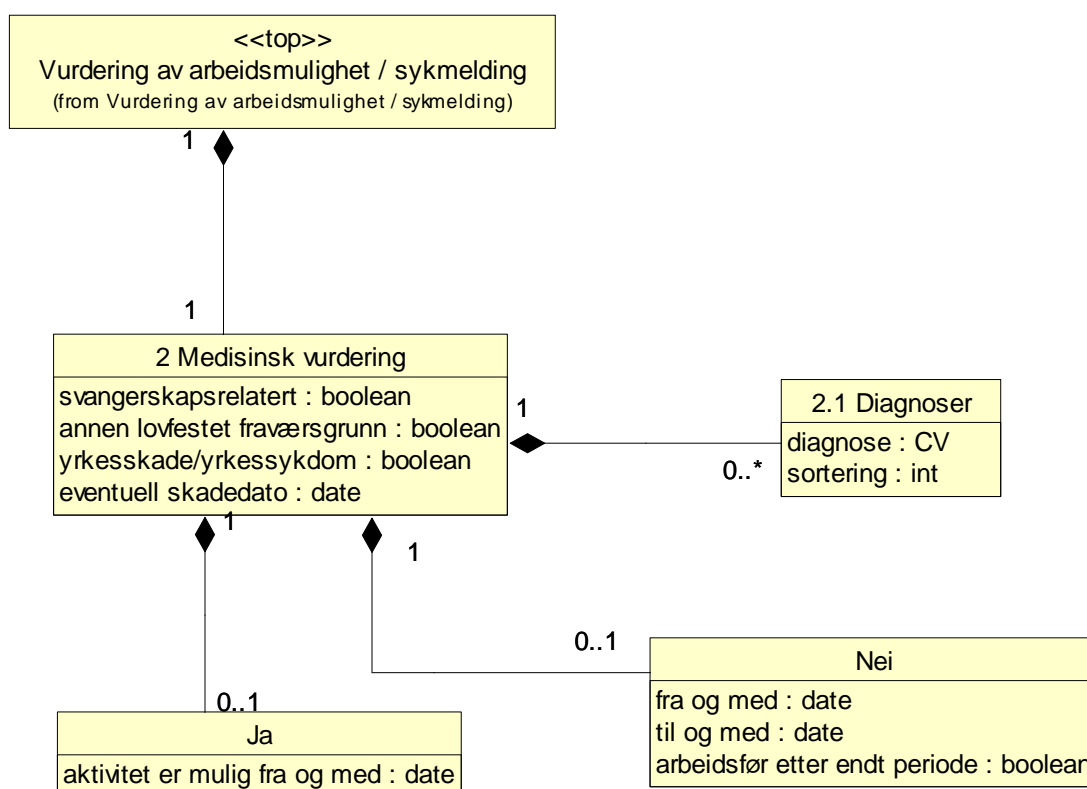 <<top>>
Vurdering av arbeidsmulighet / sykmelding
(from Vurdering av arbeidsmulighet / sykmelding)
1
1
2 Medisinsk vurdering
svangerskapsrelatert : boolean
annen lovfestet fraværsgrunn : boolean
yrkesskade/yrkessykdom : boolean
eventuell skadedato : date
1
0..*
2.1 Diagnoser
diagnose : CV
sortering : int
1
1
0..1
0..1
Ja
aktivitet er mulig fra og med : date
Nei
fra og med : date
til og med : date
arbeidsfør etter endt periode : boolean